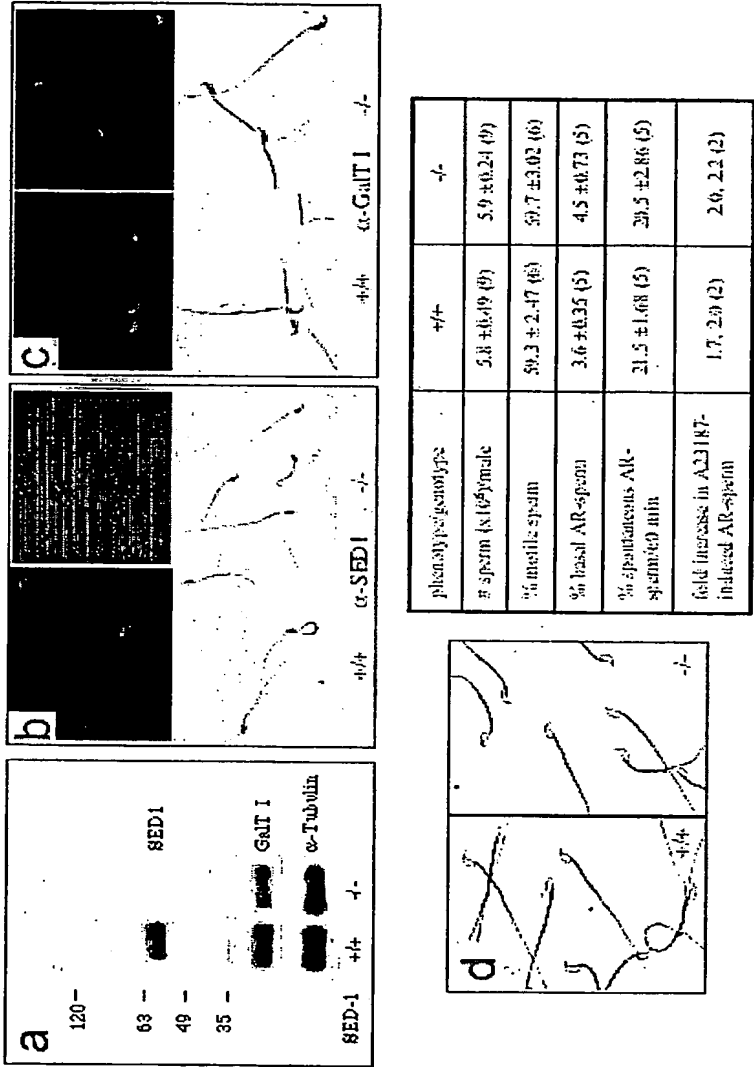 a
120 –
63 –
49 –
35 –
SED1
GalT I
α-Tubulin
SED-1 +/+ -/-
b
+/+ α-SED1 -/-
c
+/+ α-GalT I -/-
d
+/+ -/-
phenotype/genotype +/+ -/-
# sperm (x10⁶)/male 5.8 ±0.49 (9) 5.9 ±0.24 (9)
% motile sperm 59.3 ± 2.47 (6) 59.7 ±3.02 (6)
% basal AR-sperm 3.6 ±0.35 (5) 4.5 ±0.73 (5)
% spontaneous AR-
sperm/60 min 21.5 ±1.68 (5) 20.5 ±2.86 (5)
fold increase in A23187-
induced AR-sperm 1.7, 2.0 (2) 2.0, 2.2 (2)